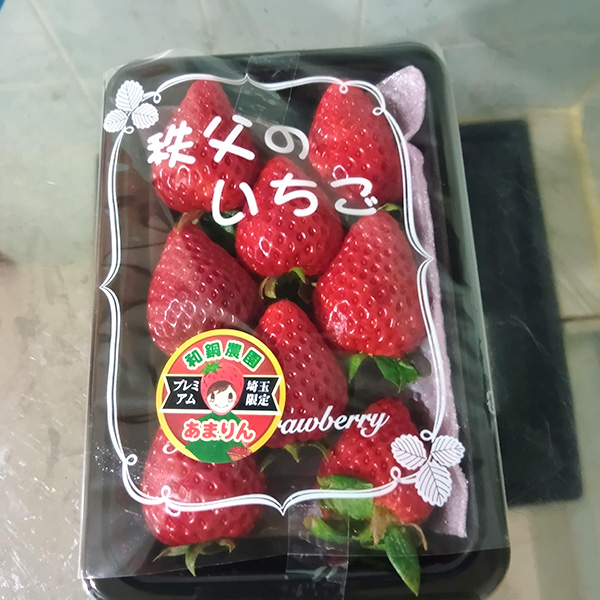 秩父の
いちご
和銅農園
プレミアム
埼玉限定
あまりん